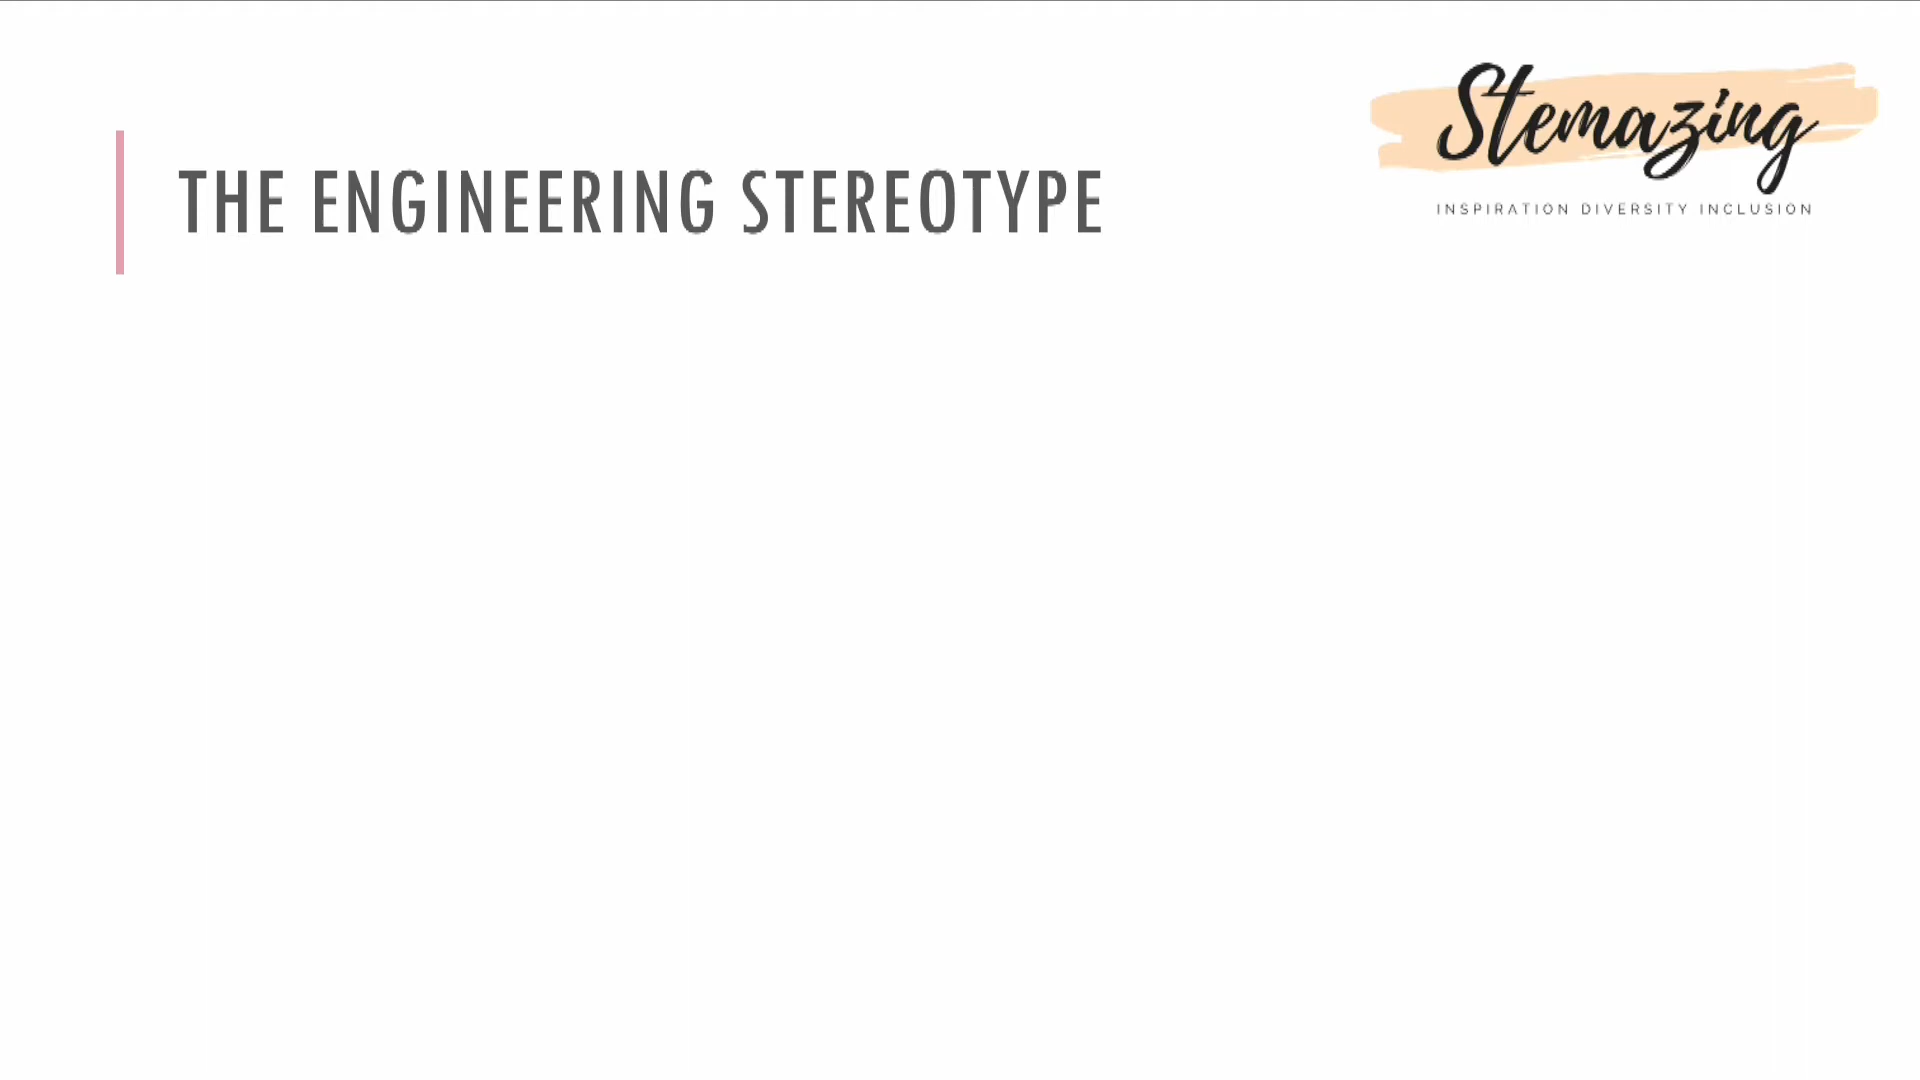 Stemazing
INSPIRATION DIVERSITY INCLUSION
THE ENGINEERING STEREOTYPE